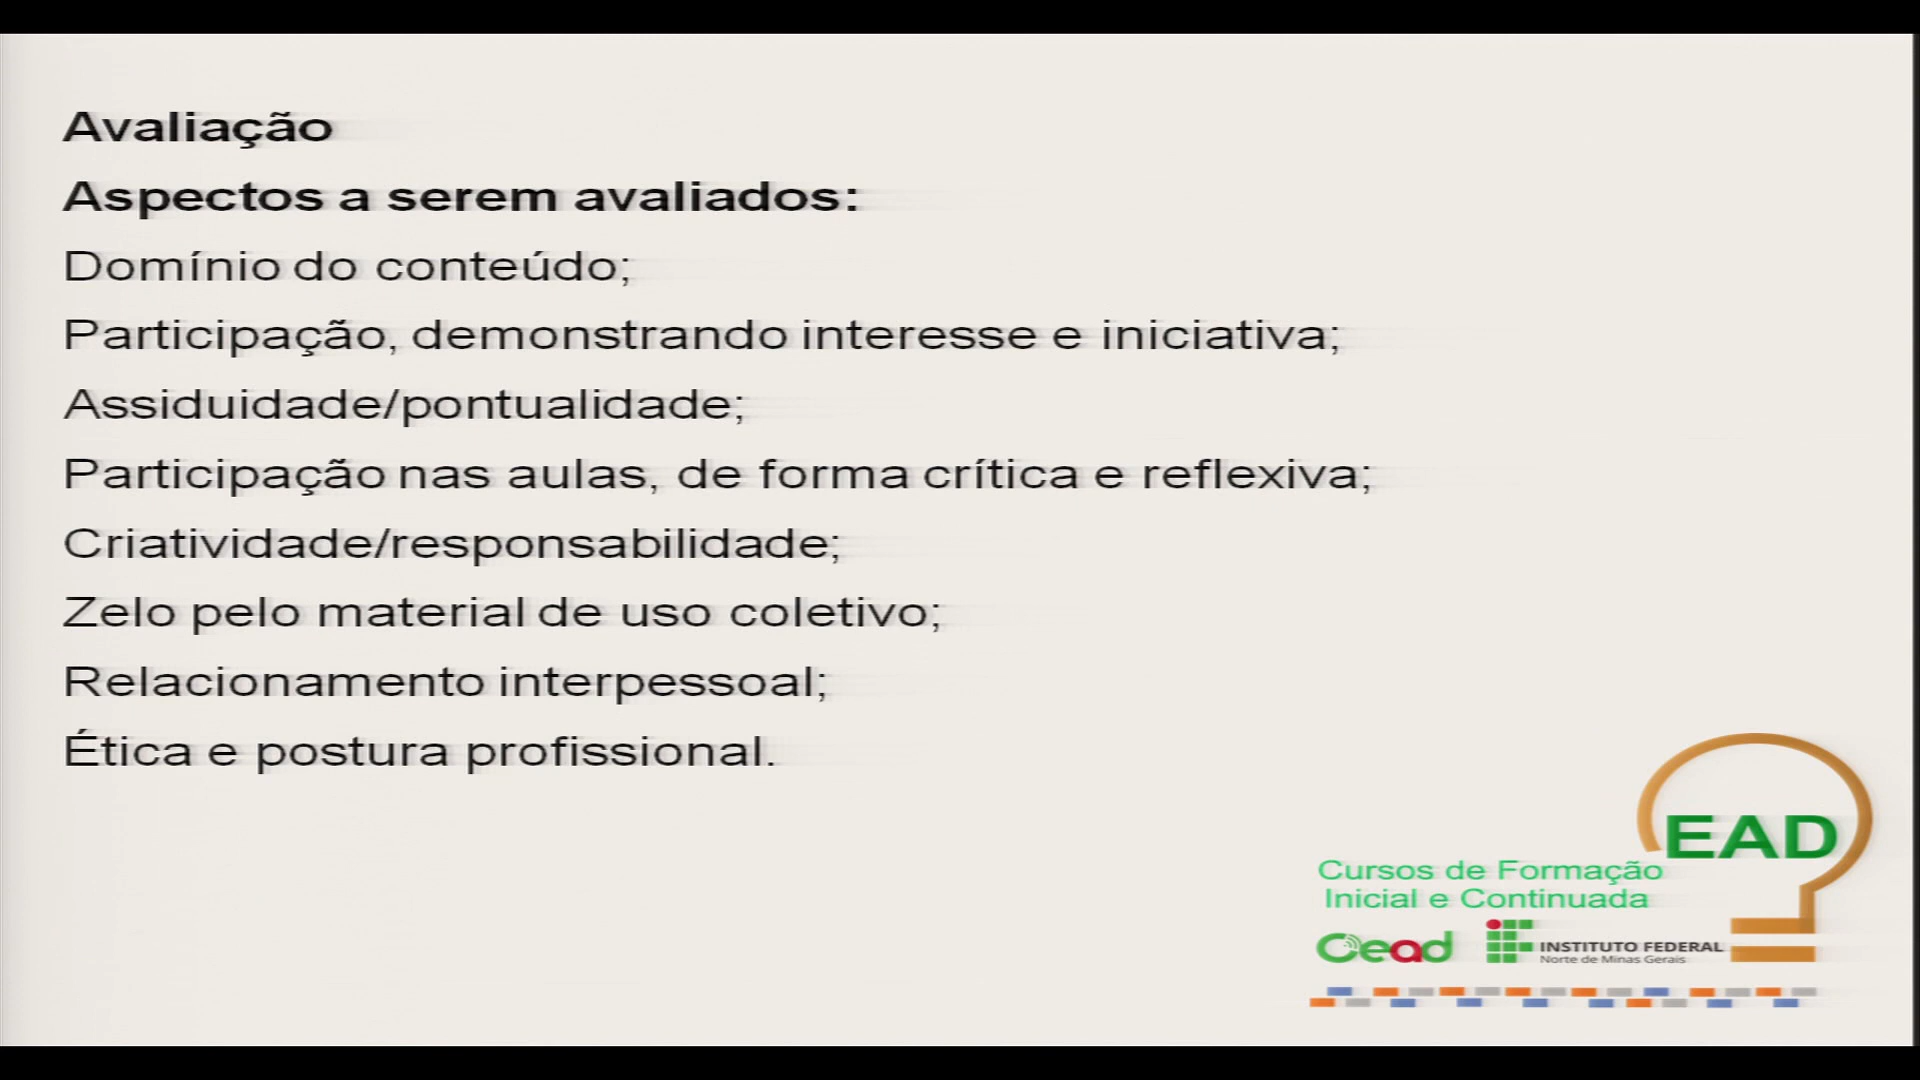 Avaliação
Aspectos a serem avaliados:
Domínio do conteúdo;
Participação, demonstrando interesse e iniciativa;
Assiduidade/pontualidade;
Participação nas aulas, de forma crítica e reflexiva;
Criatividade/responsabilidade;
Zelo pelo material de uso coletivo;
Relacionamento interpessoal;
Ética e postura profissional.
EAD
Cursos de Formação
Inicial e Continuada
Cead
INSTITUTO FEDERAL
Norte de Minas Gerais